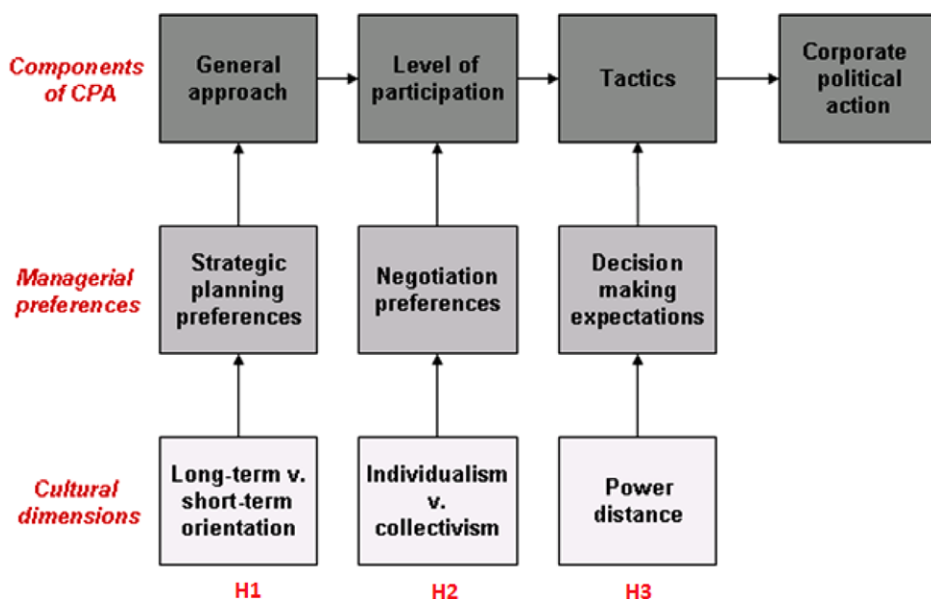 Components
of CPA
General
approach
Level of
participation
Tactics
Corporate
political
action
Managerial
preferences
Strategic
planning
preferences
Negotiation
preferences
Decision
making
expectations
Cultural
dimensions
Long-term v.
short-term
orientation
Individualism
v.
collectivism
Power
distance
H1
H2
H3